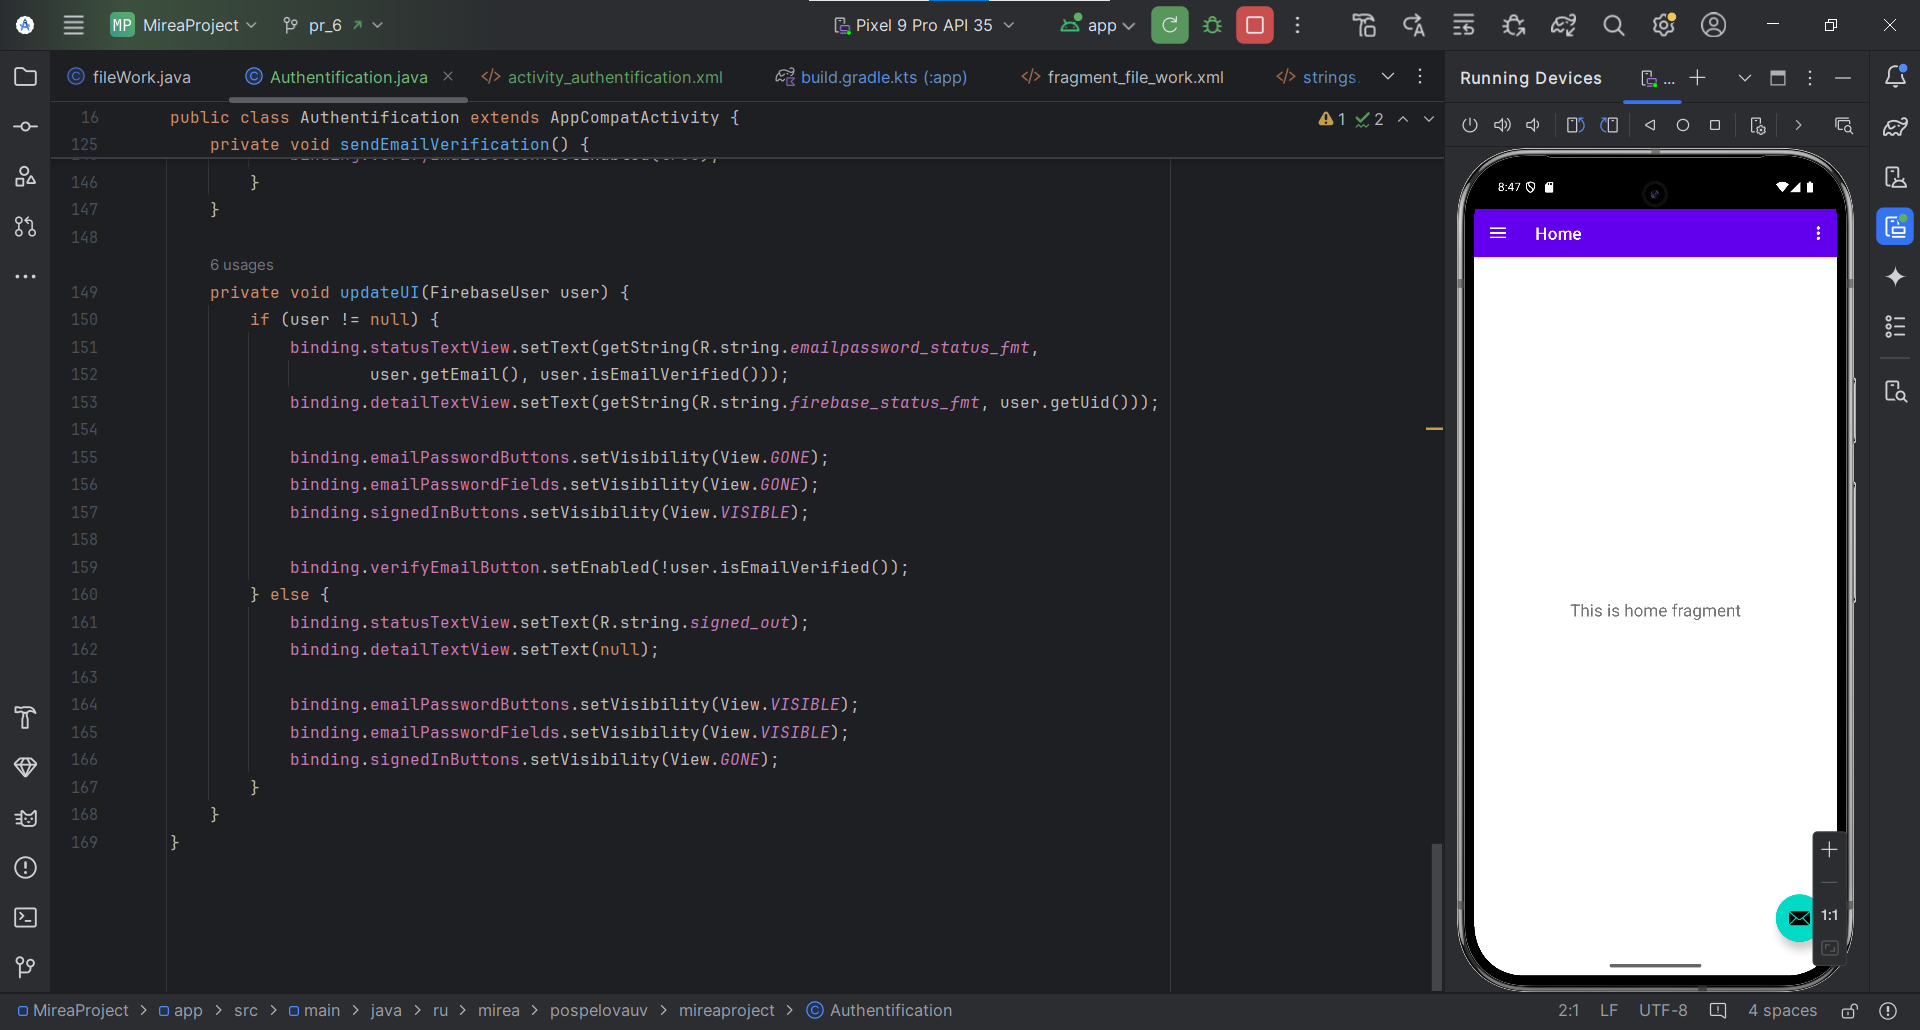 MP MireaProject pr_6 Pixel 9 Pro API 35 app
fileWork.java Authentification.java activity_authentification.xml build.gradle.kts (:app) fragment_file_work.xml strings. Running Devices ...
16 public class Authentification extends AppCompatActivity { 1 2
125 private void sendEmailVerification() {
146 }
147 }
148
6 usages
149 private void updateUI(FirebaseUser user) {
150 if (user != null) {
151 binding.statusTextView.setText(getString(R.string.emailpassword_status_fmt,
152 user.getEmail(), user.isEmailVerified()));
153 binding.detailTextView.setText(getString(R.string.firebase_status_fmt, user.getUid()));
154
155 binding.emailPasswordButtons.setVisibility(View.GONE);
156 binding.emailPasswordFields.setVisibility(View.GONE);
157 binding.signedInButtons.setVisibility(View.VISIBLE);
158
159 binding.verifyEmailButton.setEnabled(!user.isEmailVerified());
160 } else {
161 binding.statusTextView.setText(R.string.signed_out);
162 binding.detailTextView.setText(null);
163
164 binding.emailPasswordButtons.setVisibility(View.VISIBLE);
165 binding.emailPasswordFields.setVisibility(View.VISIBLE);
166 binding.signedInButtons.setVisibility(View.GONE);
167 }
168 }
169 }
8:47
Home
This is home fragment
1:1
MireaProject > app > src > main > java > ru > mirea > pospelovauv > mireaproject > Authentification 2:1 LF UTF-8 4 spaces